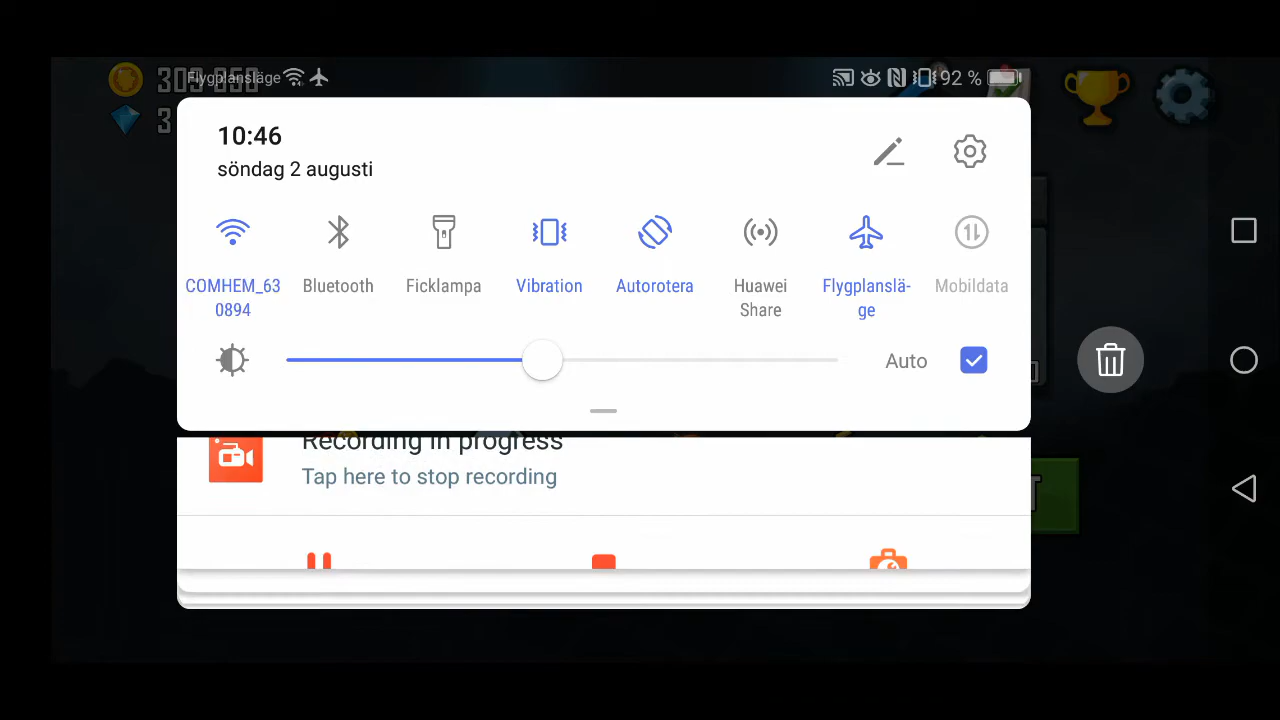 Flygplansläge
92 %
3
10:46
söndag 2 augusti
COMHEM_63
0894
Bluetooth
Ficklampa
Vibration
Autorotera
Huawei
Share
Flygplanslä-
ge
Mobildata
Auto
Recording in progress
Tap here to stop recording